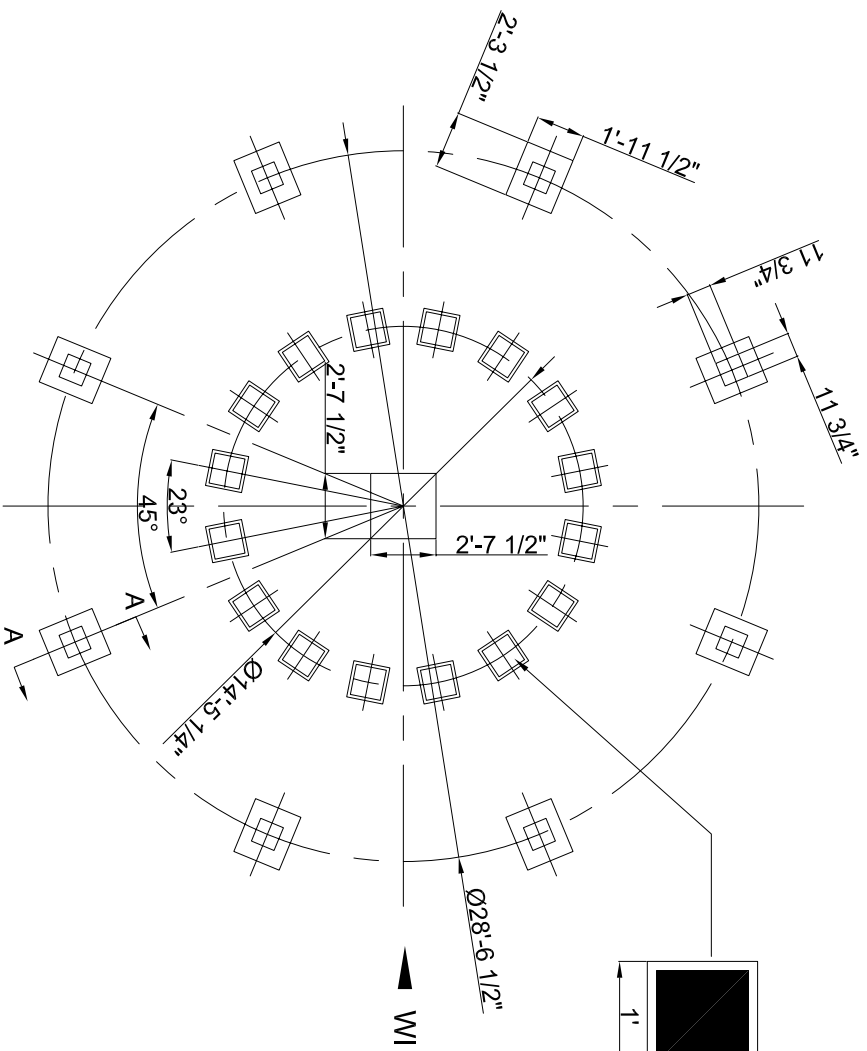 2'-3 1/2"
1'-11 1/2"
11 3/4"
11 3/4"
2'-7 1/2"
2'-7 1/2"
23°
45°
A
A
Ø14'-5 1/4"
Ø28'-6 1/2"
WI
1'